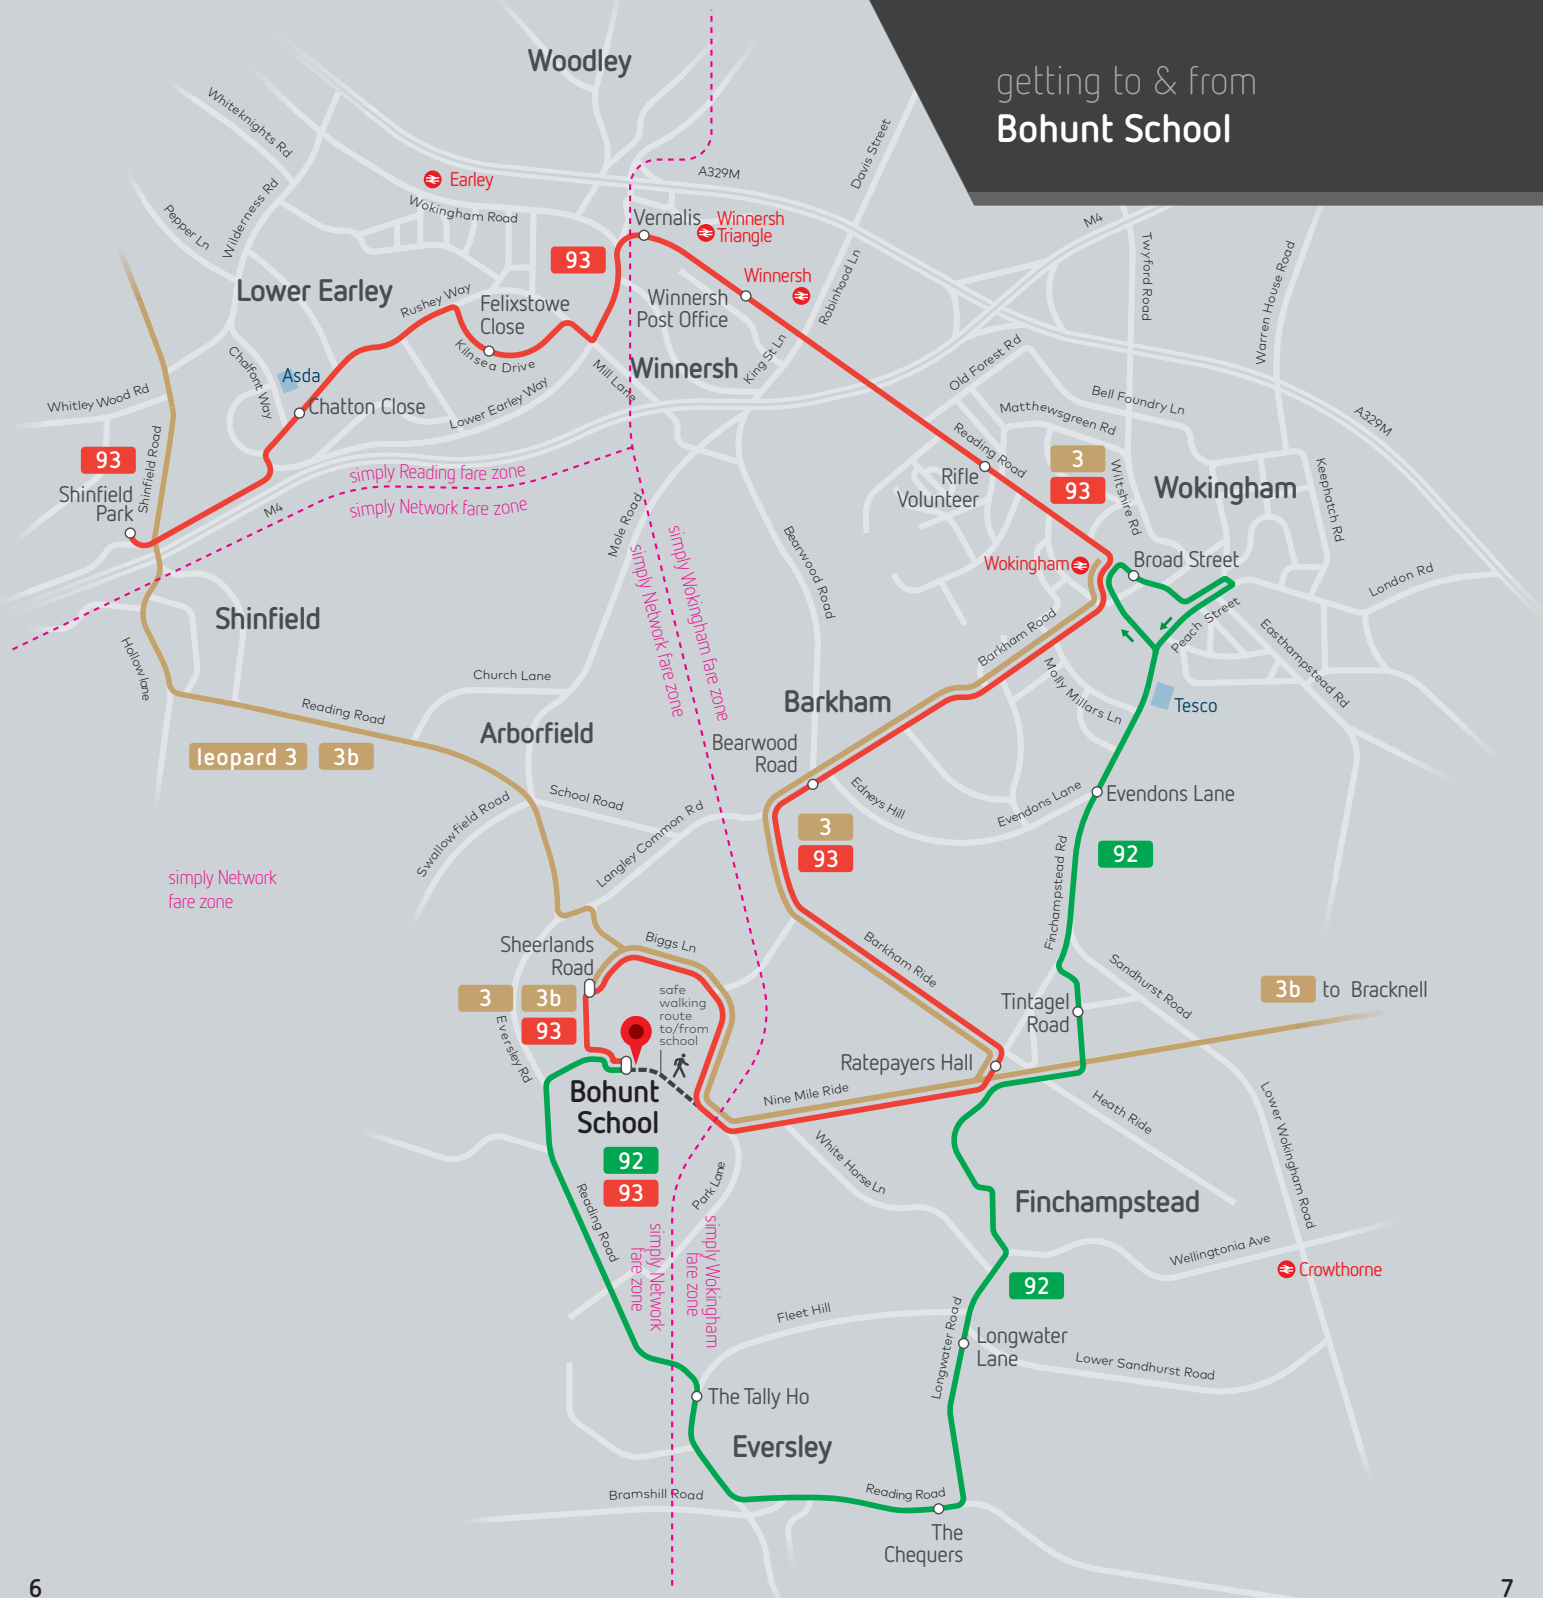 getting to & from
Bohunt School
Woodley
Whiteknights Rd
Davis Street
A329M
Earley
Wokingham Road
Pepper Ln
Wilderness Rd
Vernalis
Winnersh
Triangle
M4
Twyford Road
Warren House Road
93
Winnersh
Robinhood Ln
Lower Earley
Rushey Way
Felixstowe
Close
Winnersh
Post Office
Kilnsea Drive
Chalfont Way
Asda
Mill Lane
Winnersh
King St Ln
Old Forest Rd
Bell Foundry Ln
Matthewsgreen Rd
A329M
Whitley Wood Rd
Chatton Close
Lower Earley Way
Reading Road
93
Shinfield Road
simply Reading fare zone
simply Network fare zone
M4
Shinfield
Park
Rifle
Volunteer
3
93
Wiltshire Rd
Wokingham
Keephatch Rd
Mole Road
simply Network fare zone
simply Wokingham fare zone
Bearwood Road
Wokingham
Broad Street
London Rd
Peach Street
Easthampstead Rd
Shinfield
Hollow lane
Barkham Road
Molly Millars Ln
Church Lane
Reading Road
Arborfield
Barkham
Tesco
leopard 3
3b
Bearwood
Road
School Road
Swallowfield Road
Langley Common Rd
Edneys Hill
Evendons Lane
Evendons Lane
3
93
92
simply Network
fare zone
Finchampstead Rd
Sheerlands
Road
Biggs Ln
Barkham Ride
Sandhurst Road
3
3b
93
Eversley Rd
safe
walking
route
to/from
school
Tintagel
Road
3b
to Bracknell
Ratepayers Hall
Nine Mile Ride
Bohunt
School
92
93
Heath Ride
Lower Wokingham Road
White Horse Ln
Park Lane
Reading Road
simply Network
fare zone
simply Wokingham
fare zone
Finchampstead
Wellingtonia Ave
Crowthorne
92
Fleet Hill
Longwater Road
Longwater
Lane
Lower Sandhurst Road
The Tally Ho
Eversley
Bramshill Road
Reading Road
The
Chequers
6
7